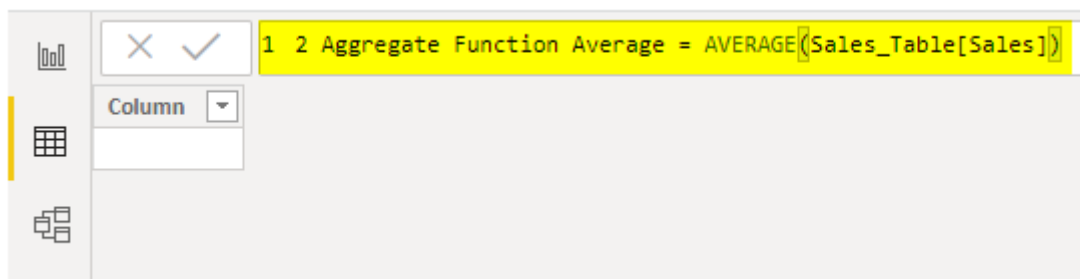 1 2 Aggregate Function Average = AVERAGE(Sales_Table[Sales])
Column